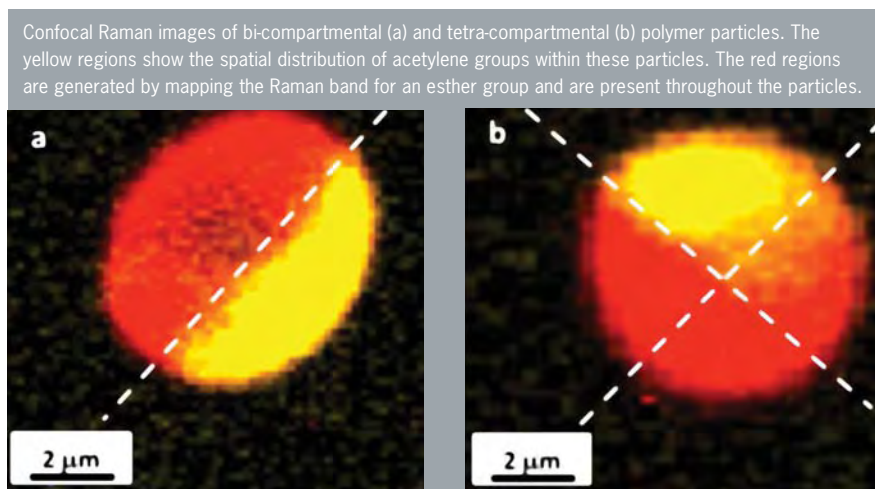 Confocal Raman images of bi-compartmental (a) and tetra-compartmental (b) polymer particles. The
yellow regions show the spatial distribution of acetylene groups within these particles. The red regions
are generated by mapping the Raman band for an esther group and are present throughout the particles.
a
b
2 μm
2 μm